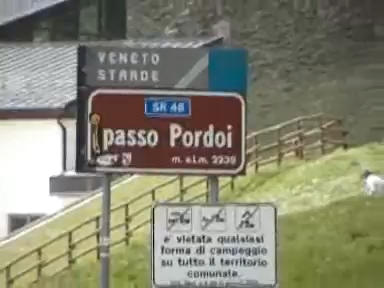 VENETO
STARDE
SR 48
passo Pordoi
m. s.l.m. 2239
e' vietata qualsiasi
forma di campeggio
su tutto il territorio
comunale.